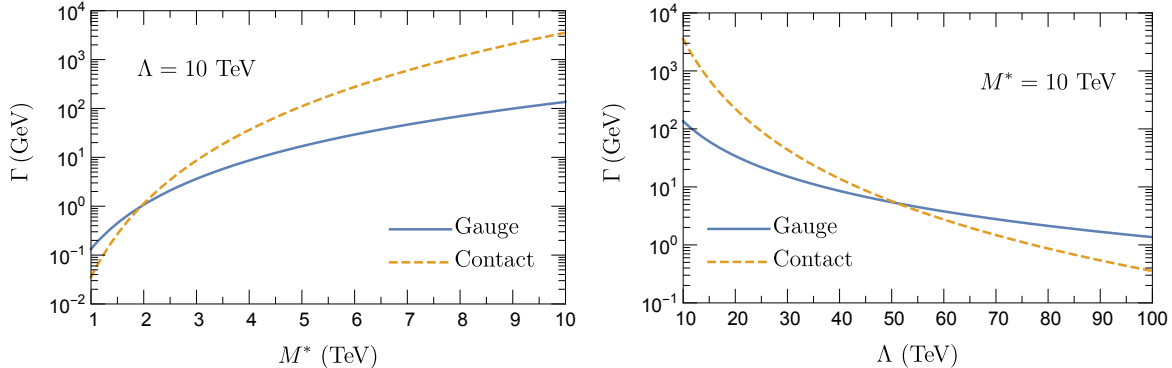 10^4
10^3
10^2
10^1
10^0
10^{-1}
10^{-2}
Γ (GeV)
Λ = 10 TeV
Gauge
Contact
1 2 3 4 5 6 7 8 9 10
M* (TeV)
10^4
10^3
10^2
10^1
10^0
10^{-1}
Γ (GeV)
M* = 10 TeV
Gauge
Contact
10 20 30 40 50 60 70 80 90 100
Λ (TeV)